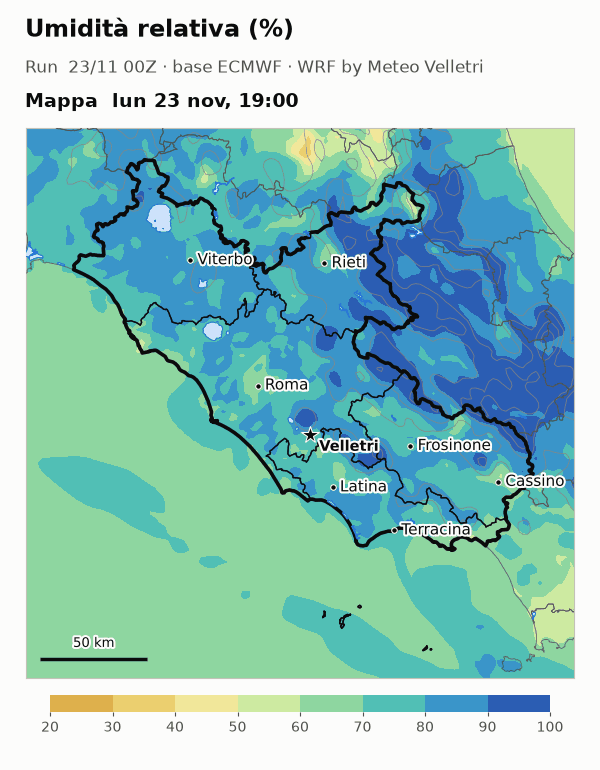 Umidità relativa (%)
Run  23/11 00Z · base ECMWF · WRF by Meteo Velletri
Mappa  lun 23 nov, 19:00
Viterbo
Rieti
Roma
Velletri
Frosinone
Cassino
Latina
Terracina
50 km
20 30 40 50 60 70 80 90 100